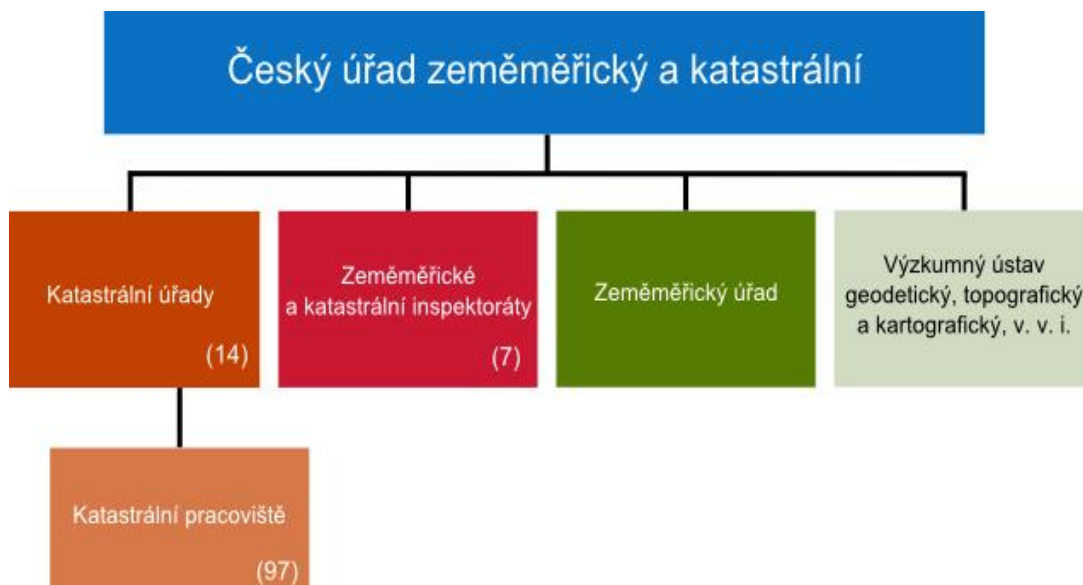 Český úřad zeměměřický a katastrální
Katastrální úřady
(14)
Zeměměřické
a katastrální inspektoráty
(7)
Zeměměřický úřad
Výzkumný ústav
geodetický, topografický
a kartografický, v. v. i.
Katastrální pracoviště
(97)